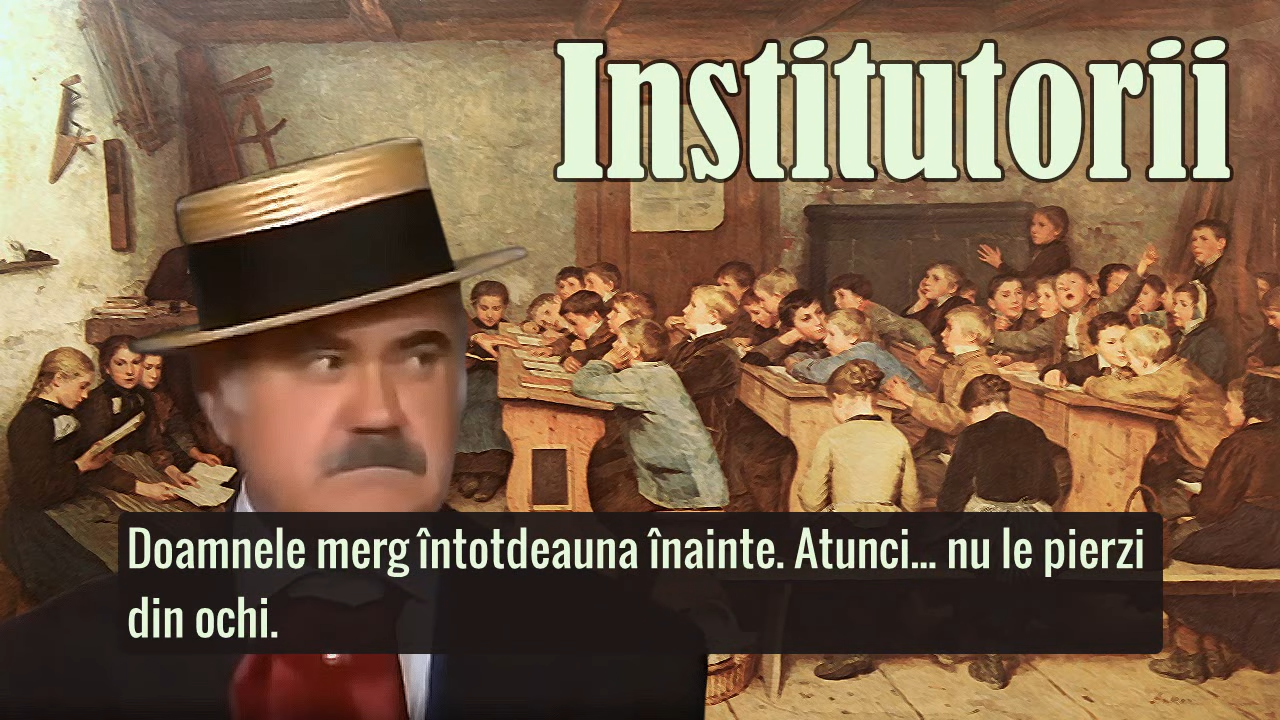 Institutorii
Doamnele merg întotdeauna înainte. Atunci... nu le pierzi
din ochi.